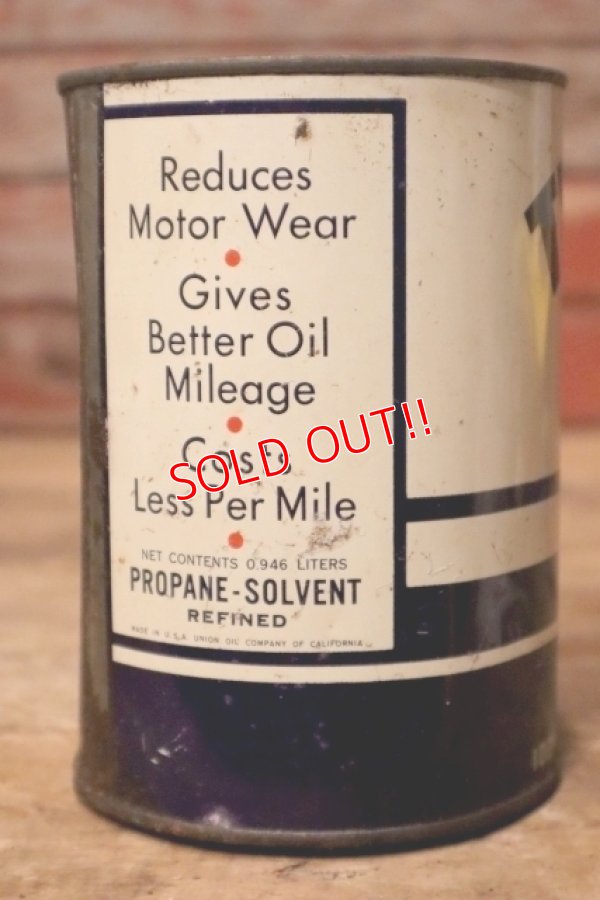 Reduces
Motor Wear
Gives
Better Oil
Mileage
Costs
Less Per Mile
NET CONTENTS 0.946 LITERS
PROPANE-SOLVENT
REFINED
MADE IN U.S.A. UNION OIL COMPANY OF CALIFORNIA
SOLD OUT!!